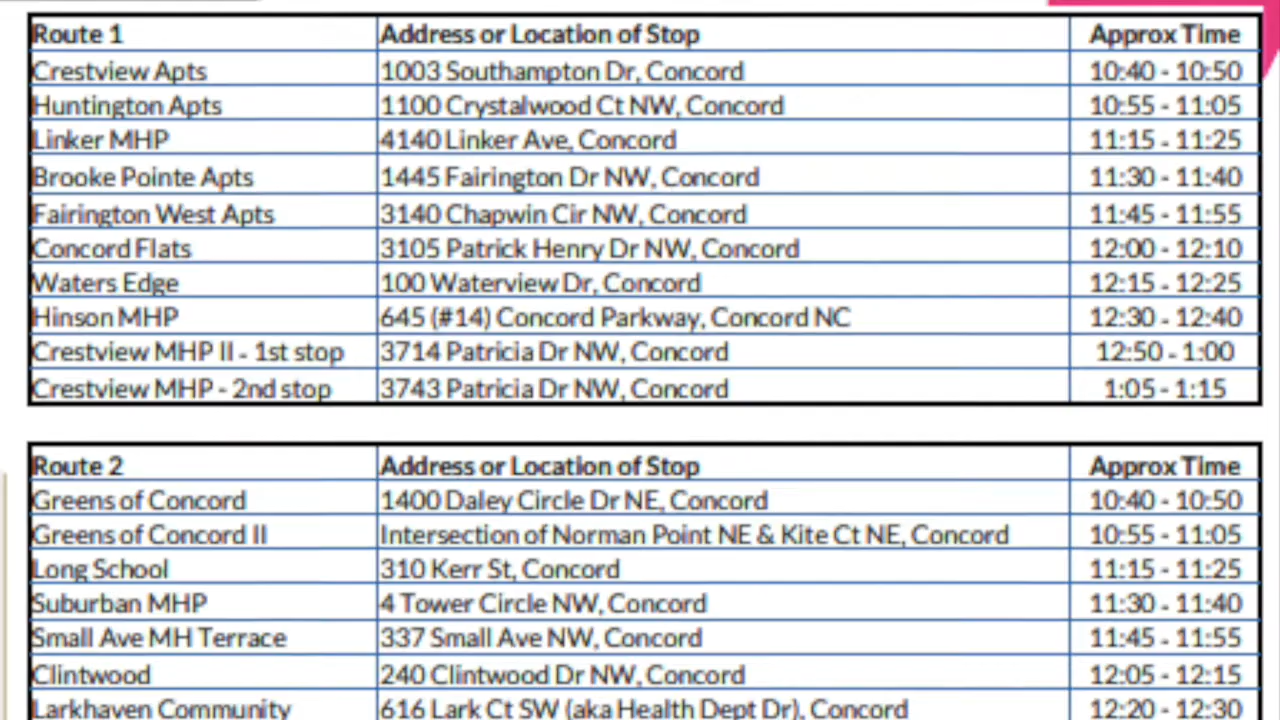 Route 1 Address or Location of Stop Approx Time
Crestview Apts 1003 Southampton Dr, Concord 10:40 - 10:50
Huntington Apts 1100 Crystalwood Ct NW, Concord 10:55 - 11:05
Linker MHP 4140 Linker Ave, Concord 11:15 - 11:25
Brooke Pointe Apts 1445 Fairington Dr NW, Concord 11:30 - 11:40
Fairington West Apts 3140 Chapwin Cir NW, Concord 11:45 - 11:55
Concord Flats 3105 Patrick Henry Dr NW, Concord 12:00 - 12:10
Waters Edge 100 Waterview Dr, Concord 12:15 - 12:25
Hinson MHP 645 (#14) Concord Parkway, Concord NC 12:30 - 12:40
Crestview MHP II - 1st stop 3714 Patricia Dr NW, Concord 12:50 - 1:00
Crestview MHP - 2nd stop 3743 Patricia Dr NW, Concord 1:05 - 1:15
Route 2 Address or Location of Stop Approx Time
Greens of Concord 1400 Daley Circle Dr NE, Concord 10:40 - 10:50
Greens of Concord II Intersection of Norman Point NE & Kite Ct NE, Concord 10:55 - 11:05
Long School 310 Kerr St, Concord 11:15 - 11:25
Suburban MHP 4 Tower Circle NW, Concord 11:30 - 11:40
Small Ave MH Terrace 337 Small Ave NW, Concord 11:45 - 11:55
Clintwood 240 Clintwood Dr NW, Concord 12:05 - 12:15
Larkhaven Community 616 Lark Ct SW (aka Health Dept Dr), Concord 12:20 - 12:30